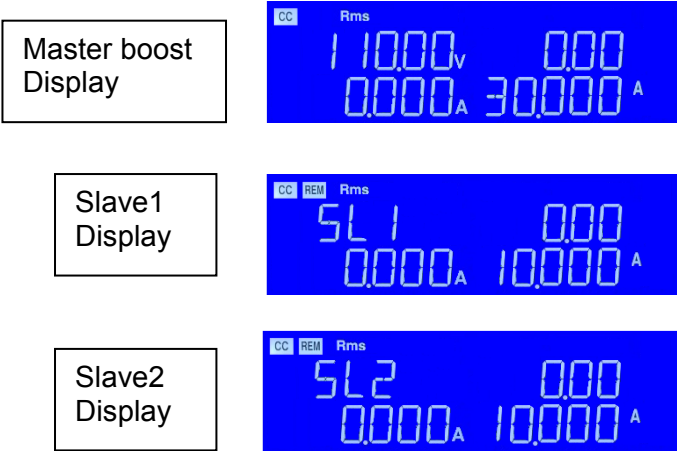 Master boost
Display
CC Rms
110.00V 0.00
0.000A 30.000 A
Slave1
Display
CC REM Rms
SL1 0.00
0.000A 10.000 A
Slave2
Display
CC REM Rms
SL2 0.00
0.000A 10.000 A